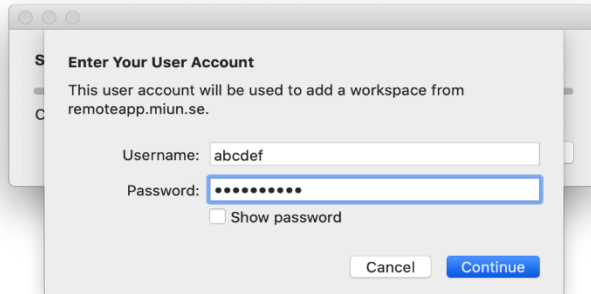 Enter Your User Account
This user account will be used to add a workspace from
remoteapp.miun.se.
Username: abcdef
Password: ••••••••••
Show password
Cancel Continue